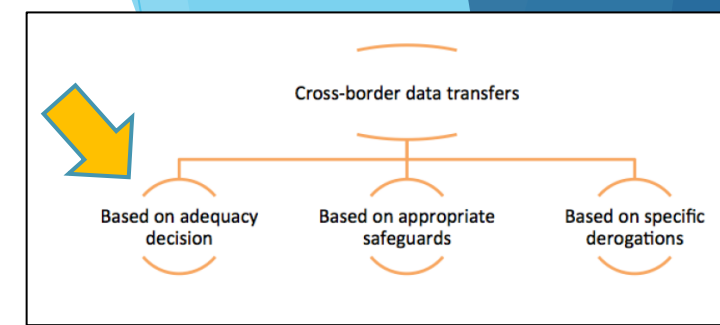 Cross-border data transfers
Based on adequacy
decision
Based on appropriate
safeguards
Based on specific
derogations